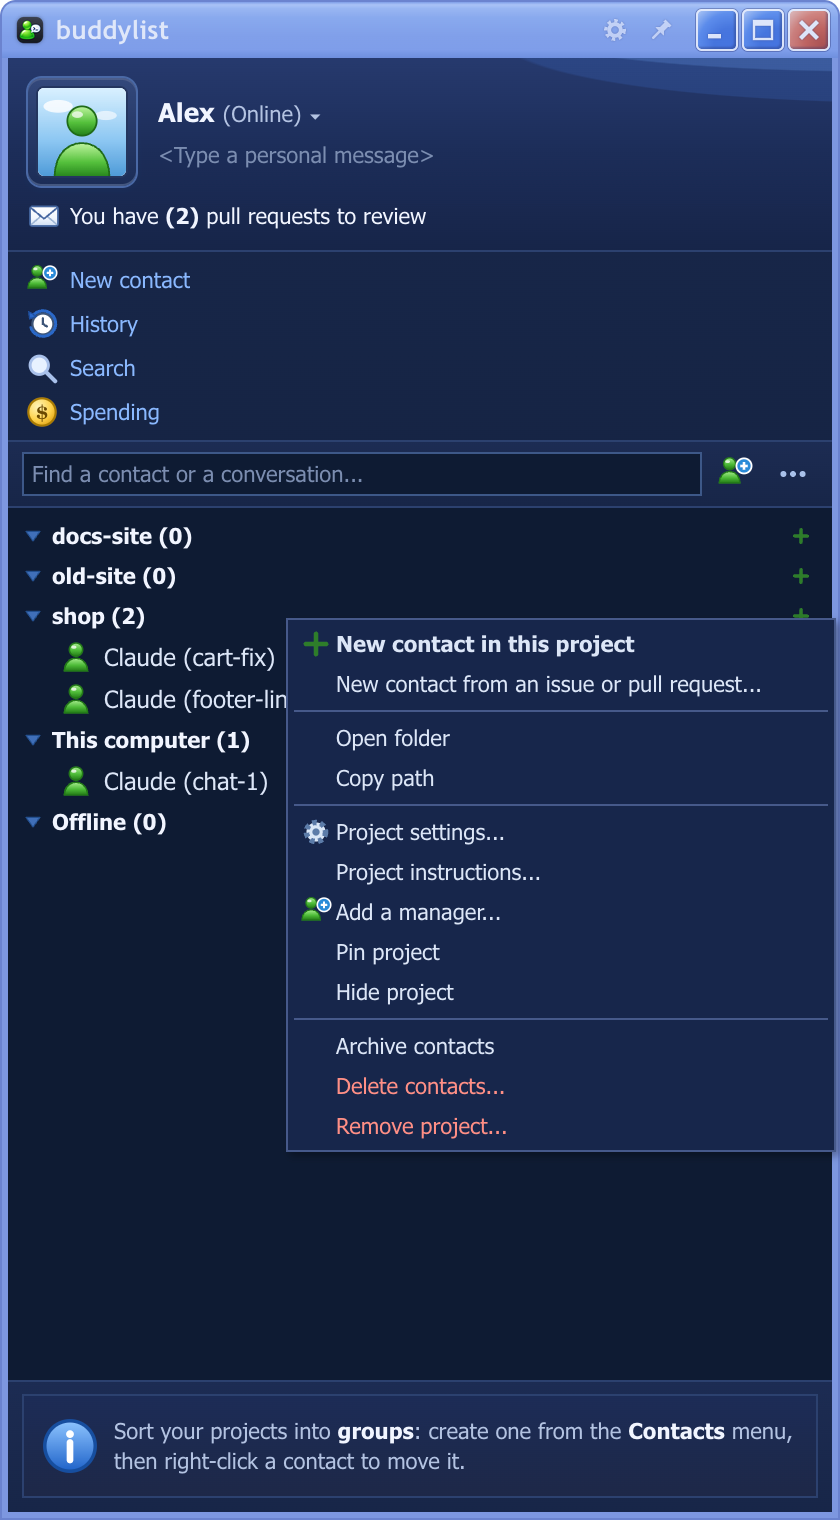 buddylist
Alex (Online)
<Type a personal message>
You have (2) pull requests to review
New contact
History
Search
Spending
Find a contact or a conversation...
docs-site (0)
old-site (0)
shop (2)
Claude (cart-fix)
Claude (footer-lin
This computer (1)
Claude (chat-1)
Offline (0)
New contact in this project
New contact from an issue or pull request...
Open folder
Copy path
Project settings...
Project instructions...
Add a manager...
Pin project
Hide project
Archive contacts
Delete contacts...
Remove project...
Sort your projects into groups: create one from the Contacts menu,
then right-click a contact to move it.